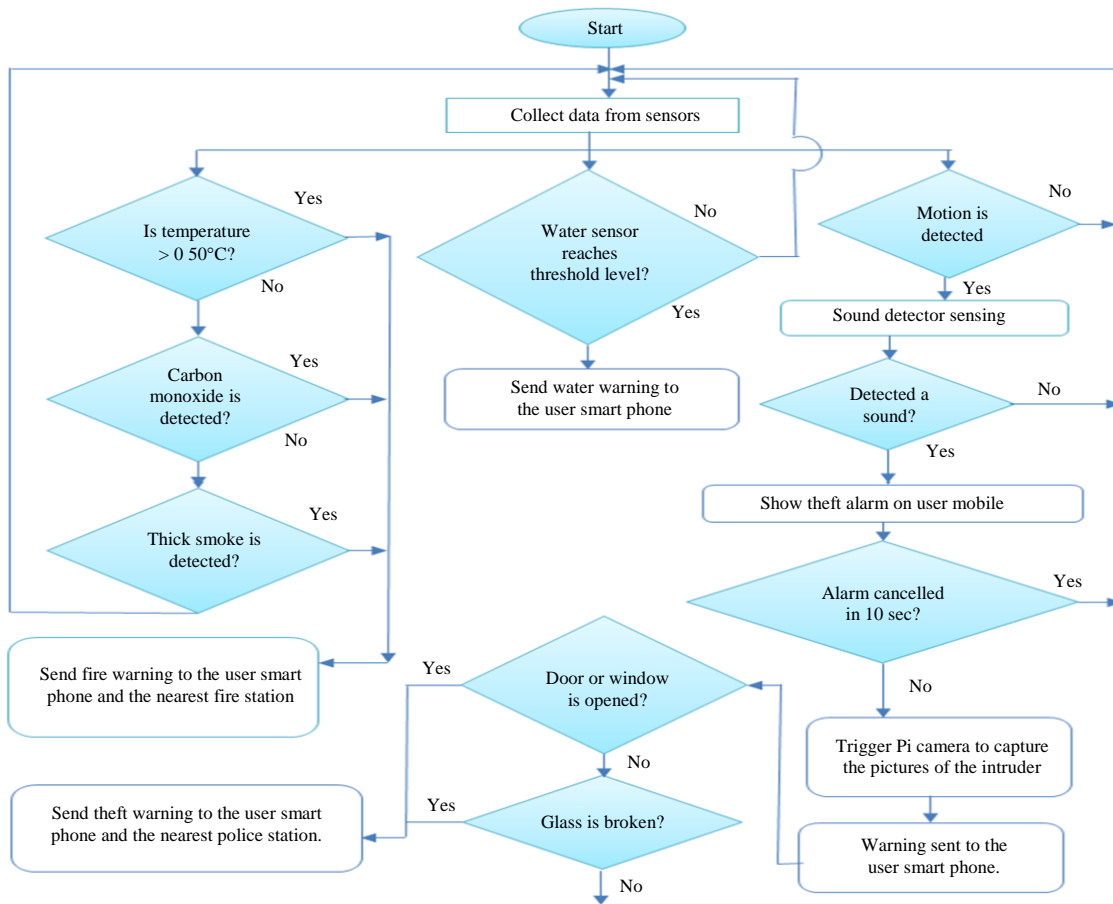 Start
Collect data from sensors
Yes
Is temperature
> 0 50°C?
No
Yes
Carbon
monoxide is
detected?
No
Yes
Thick smoke is
detected?
Send fire warning to the user smart
phone and the nearest fire station
No
Water sensor
reaches
threshold level?
Yes
Send water warning to
the user smart phone
No
Motion is
detected
Yes
Sound detector sensing
No
Detected a
sound?
Yes
Show theft alarm on user mobile
Yes
Alarm cancelled
in 10 sec?
No
Trigger Pi camera to capture
the pictures of the intruder
Warning sent to the
user smart phone.
Yes
Door or window
is opened?
No
Yes
Glass is broken?
No
Send theft warning to the user smart
phone and the nearest police station.